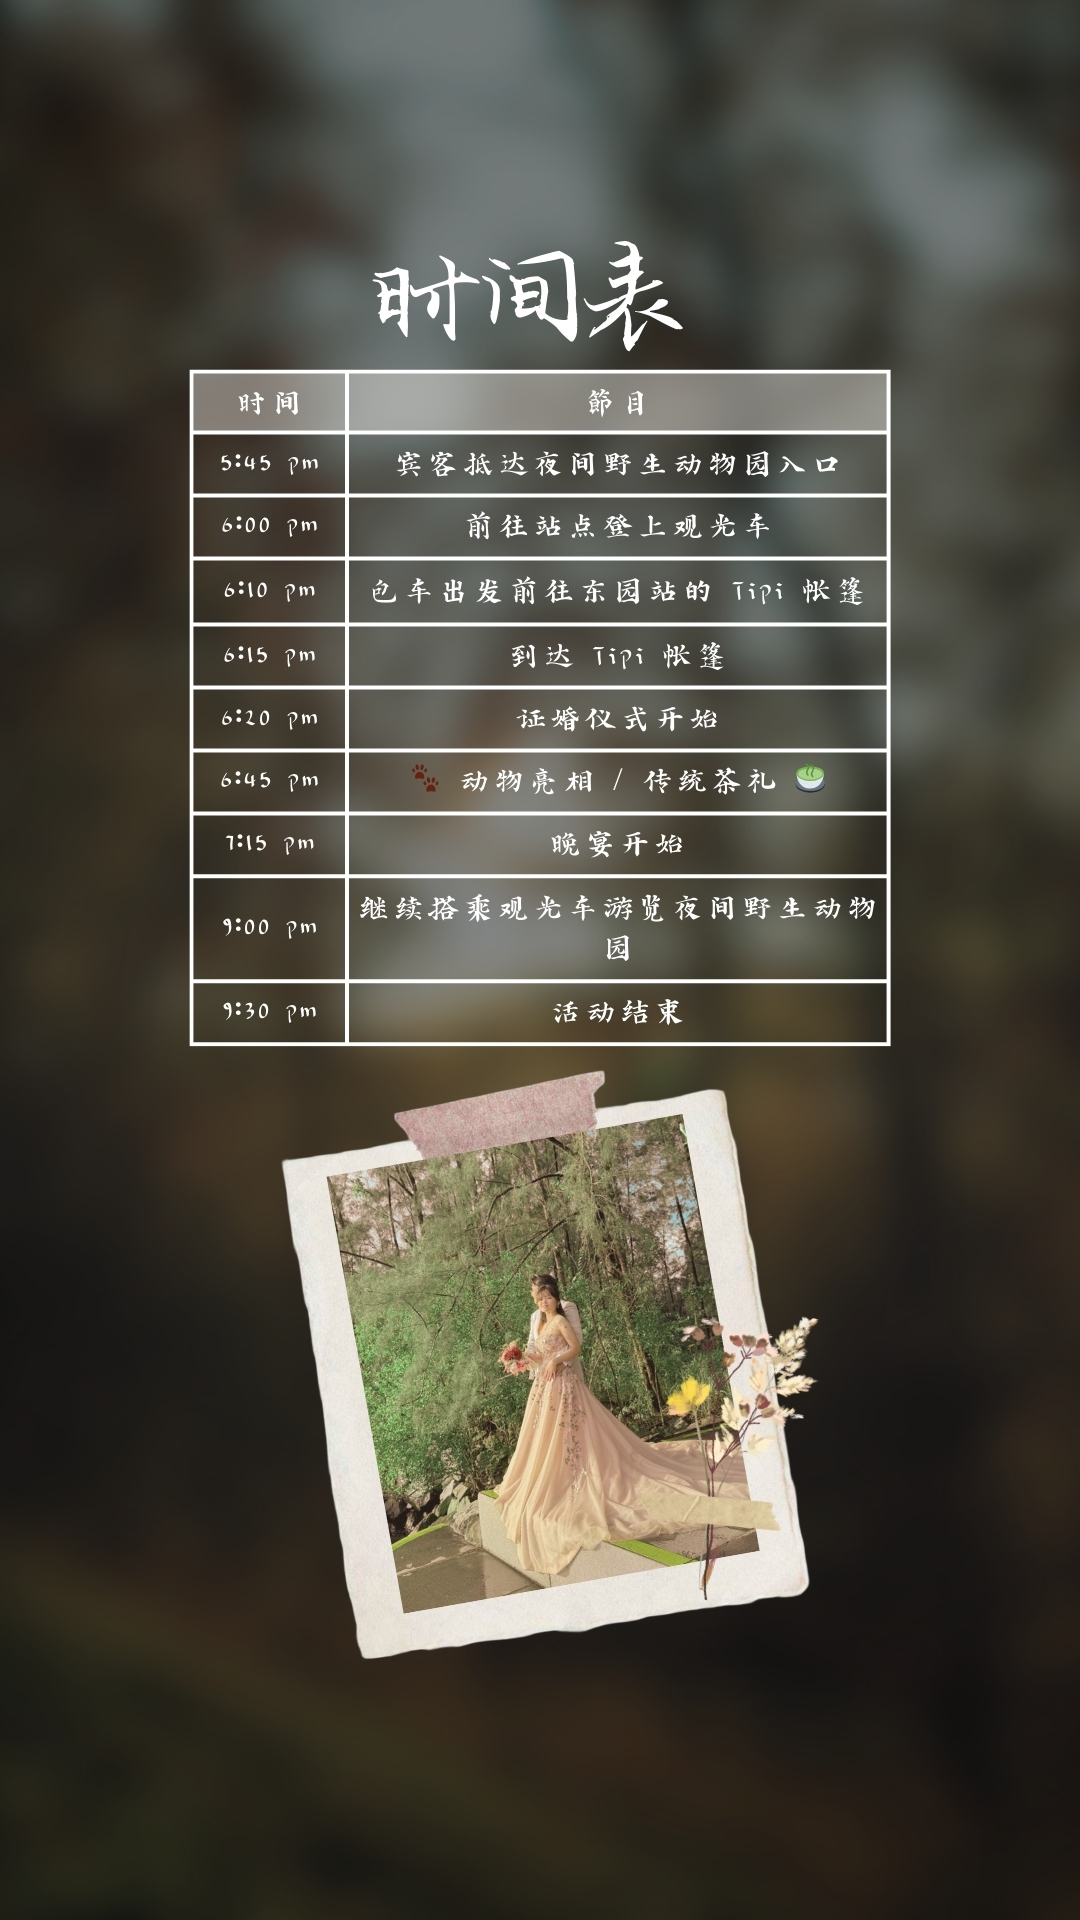 时间表
时间 節目
5:45 pm 宾客抵达夜间野生动物园入口
6:00 pm 前往站点登上观光车
6:10 pm 包车出发前往东园站的 Tipi 帐篷
6:15 pm 到达 Tipi 帐篷
6:20 pm 证婚仪式开始
6:45 pm 🐾 动物亮相 / 传统茶礼 🍵
7:15 pm 晚宴开始
9:00 pm 继续搭乘观光车游览夜间野生动物
园
9:30 pm 活动结束